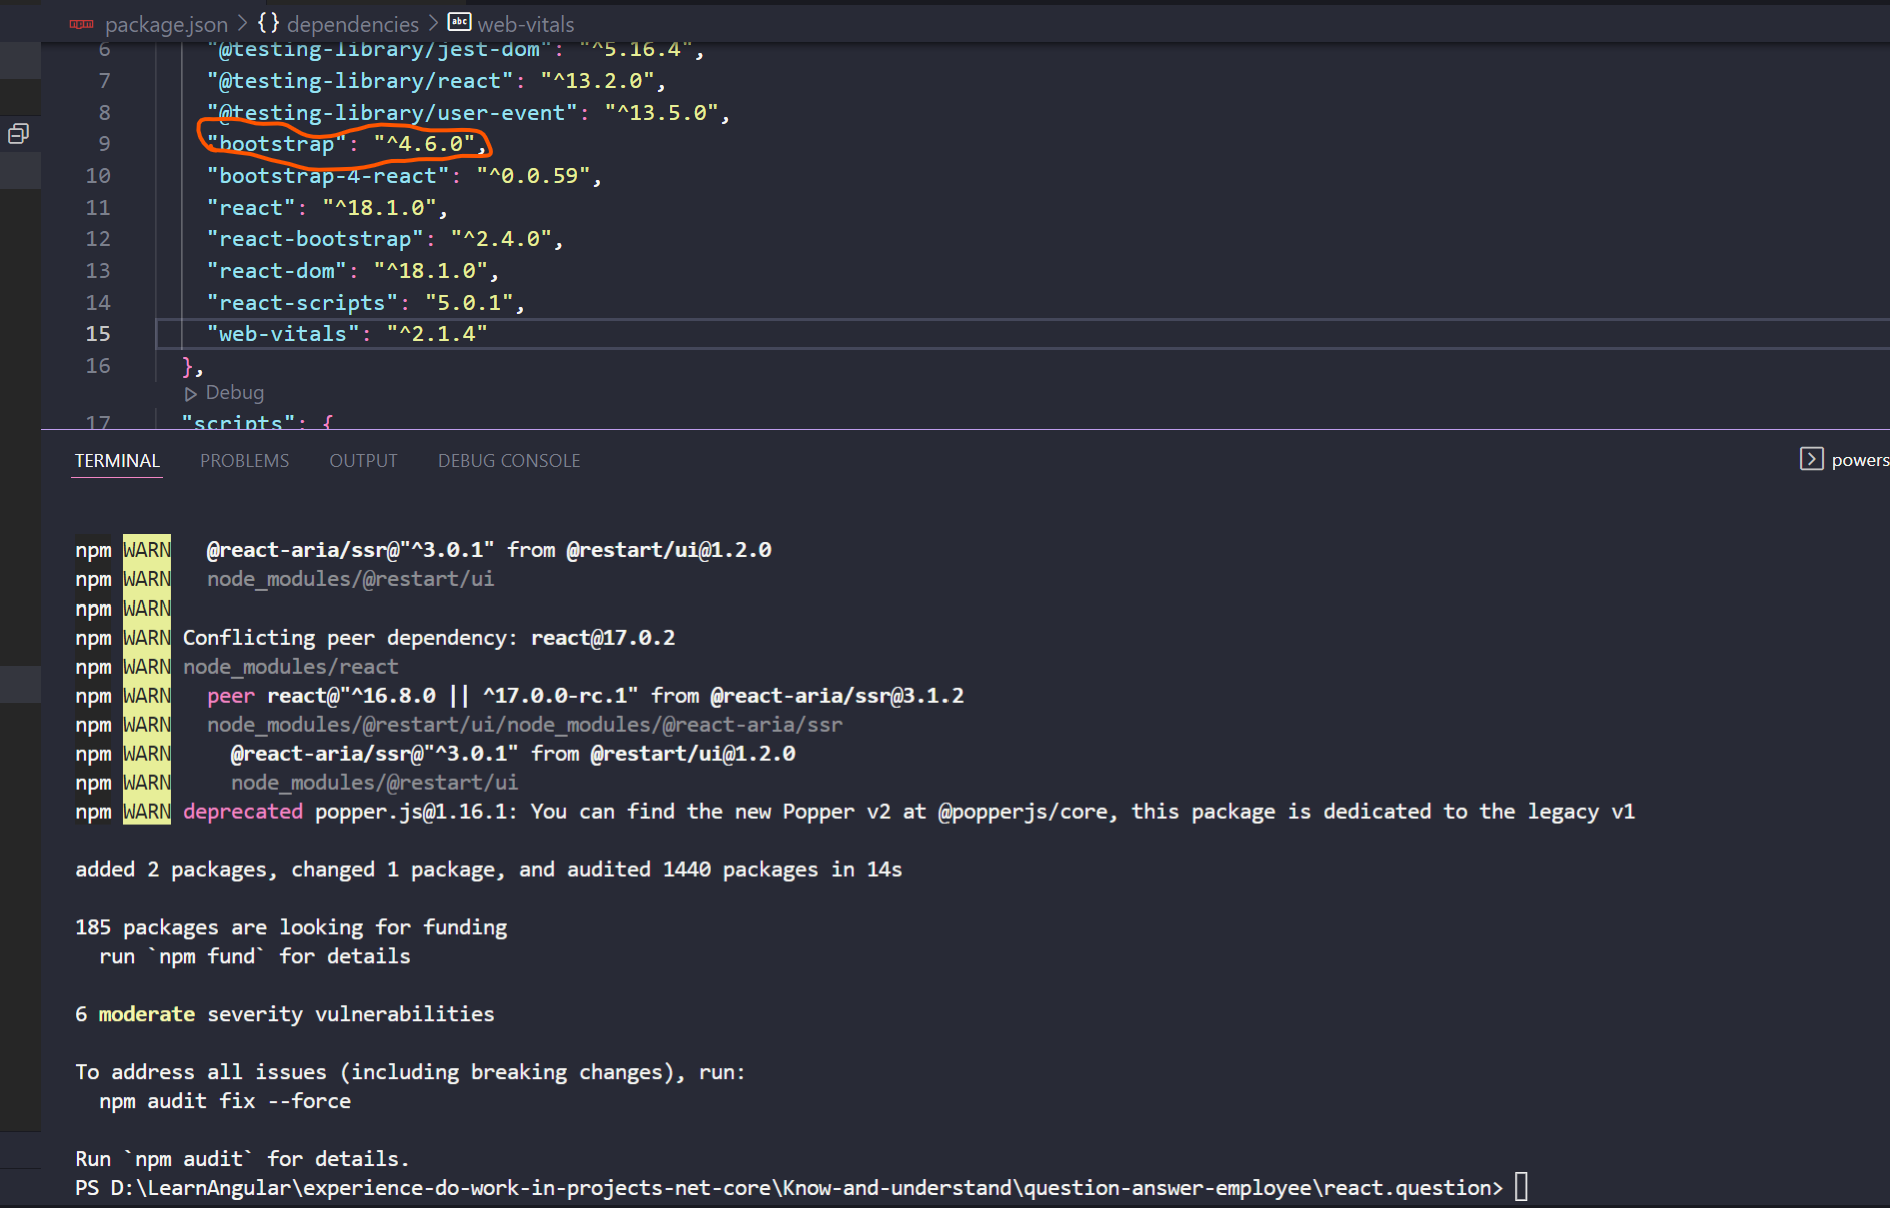 npm package.json > {} dependencies > abc web-vitals
6 "@testing-library/jest-dom": "^5.16.4",
7 "@testing-library/react": "^13.2.0",
8 "@testing-library/user-event": "^13.5.0",
9 "bootstrap": "^4.6.0",
10 "bootstrap-4-react": "^0.0.59",
11 "react": "^18.1.0",
12 "react-bootstrap": "^2.4.0",
13 "react-dom": "^18.1.0",
14 "react-scripts": "5.0.1",
15 "web-vitals": "^2.1.4"
16 },
Debug
17 "scripts": {
TERMINAL PROBLEMS OUTPUT DEBUG CONSOLE powers
npm WARN @react-aria/ssr@"^3.0.1" from @restart/ui@1.2.0
npm WARN node_modules/@restart/ui
npm WARN
npm WARN Conflicting peer dependency: react@17.0.2
npm WARN node_modules/react
npm WARN peer react@"^16.8.0 || ^17.0.0-rc.1" from @react-aria/ssr@3.1.2
npm WARN node_modules/@restart/ui/node_modules/@react-aria/ssr
npm WARN @react-aria/ssr@"^3.0.1" from @restart/ui@1.2.0
npm WARN node_modules/@restart/ui
npm WARN deprecated popper.js@1.16.1: You can find the new Popper v2 at @popperjs/core, this package is dedicated to the legacy v1
added 2 packages, changed 1 package, and audited 1440 packages in 14s
185 packages are looking for funding
run `npm fund` for details
6 moderate severity vulnerabilities
To address all issues (including breaking changes), run:
npm audit fix --force
Run `npm audit` for details.
PS D:\LearnAngular\experience-do-work-in-projects-net-core\Know-and-understand\question-answer-employee\react.question>